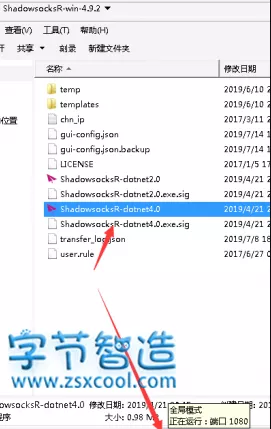 ShadowsocksR-win-4.9.2
查看(V) 工具(T) 帮助(H)
共享 刻录 新建文件夹
的位置
名称 修改日期
temp 2019/6/10
templates 2019/6/10
chn_ip 2017/3/11
gui-config.json 2019/7/14
gui-config.json.backup 2019/7/14
LICENSE 2017/1/5
ShadowsocksR-dotnet2.0 2019/4/21
ShadowsocksR-dotnet2.0.exe.sig 2019/4/21
ShadowsocksR-dotnet4.0 2019/4/21
ShadowsocksR-dotnet4.0.exe.sig 2019/4/21
transfer_log.json 2019/7/8
user.rule 2017/6/27
字节智造
www.zsxcool.com
dowsocksR-dotnet4.0 修改日期: 2019/4/21
程序 大小: 0.98 M
全局模式
正在运行：端口 1080